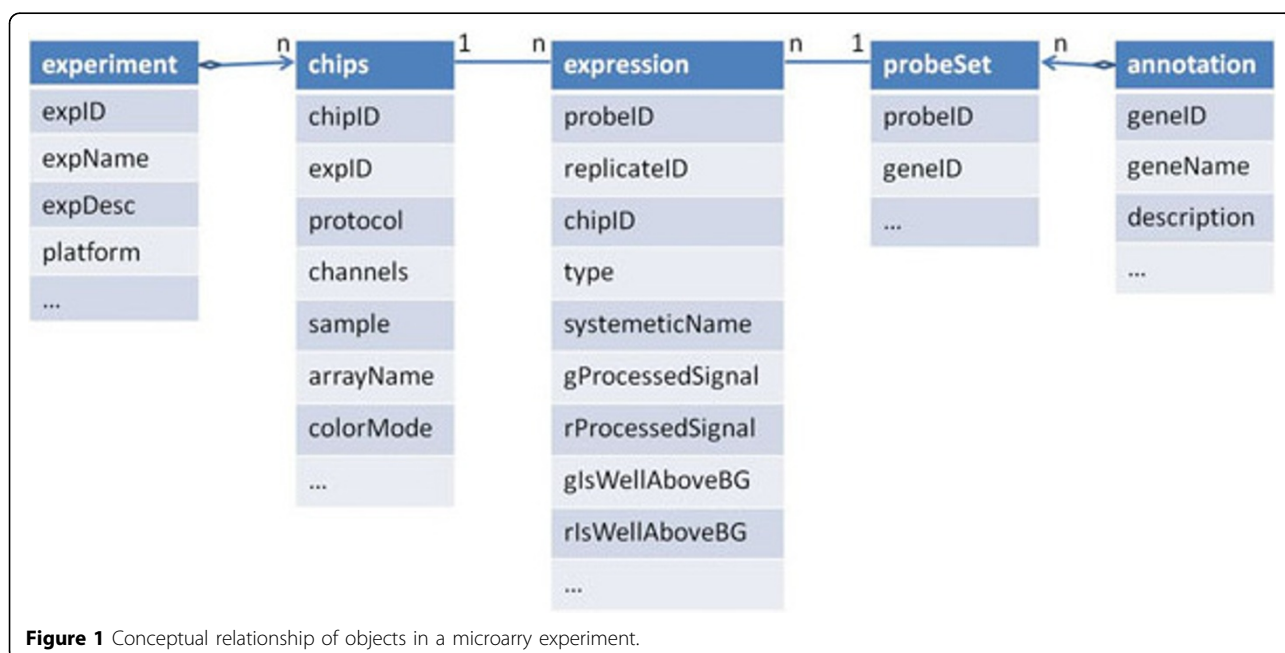 experiment
expID
expName
expDesc
platform
...
n
chips
1
chipID
expID
protocol
channels
sample
arrayName
colorMode
...
n
expression
n
probeID
replicateID
chipID
type
systemeticName
gProcessedSignal
rProcessedSignal
gIsWellAboveBG
rIsWellAboveBG
...
1
probeSet
n
probeID
geneID
...
annotation
geneID
geneName
description
...
Figure 1 Conceptual relationship of objects in a microarry experiment.